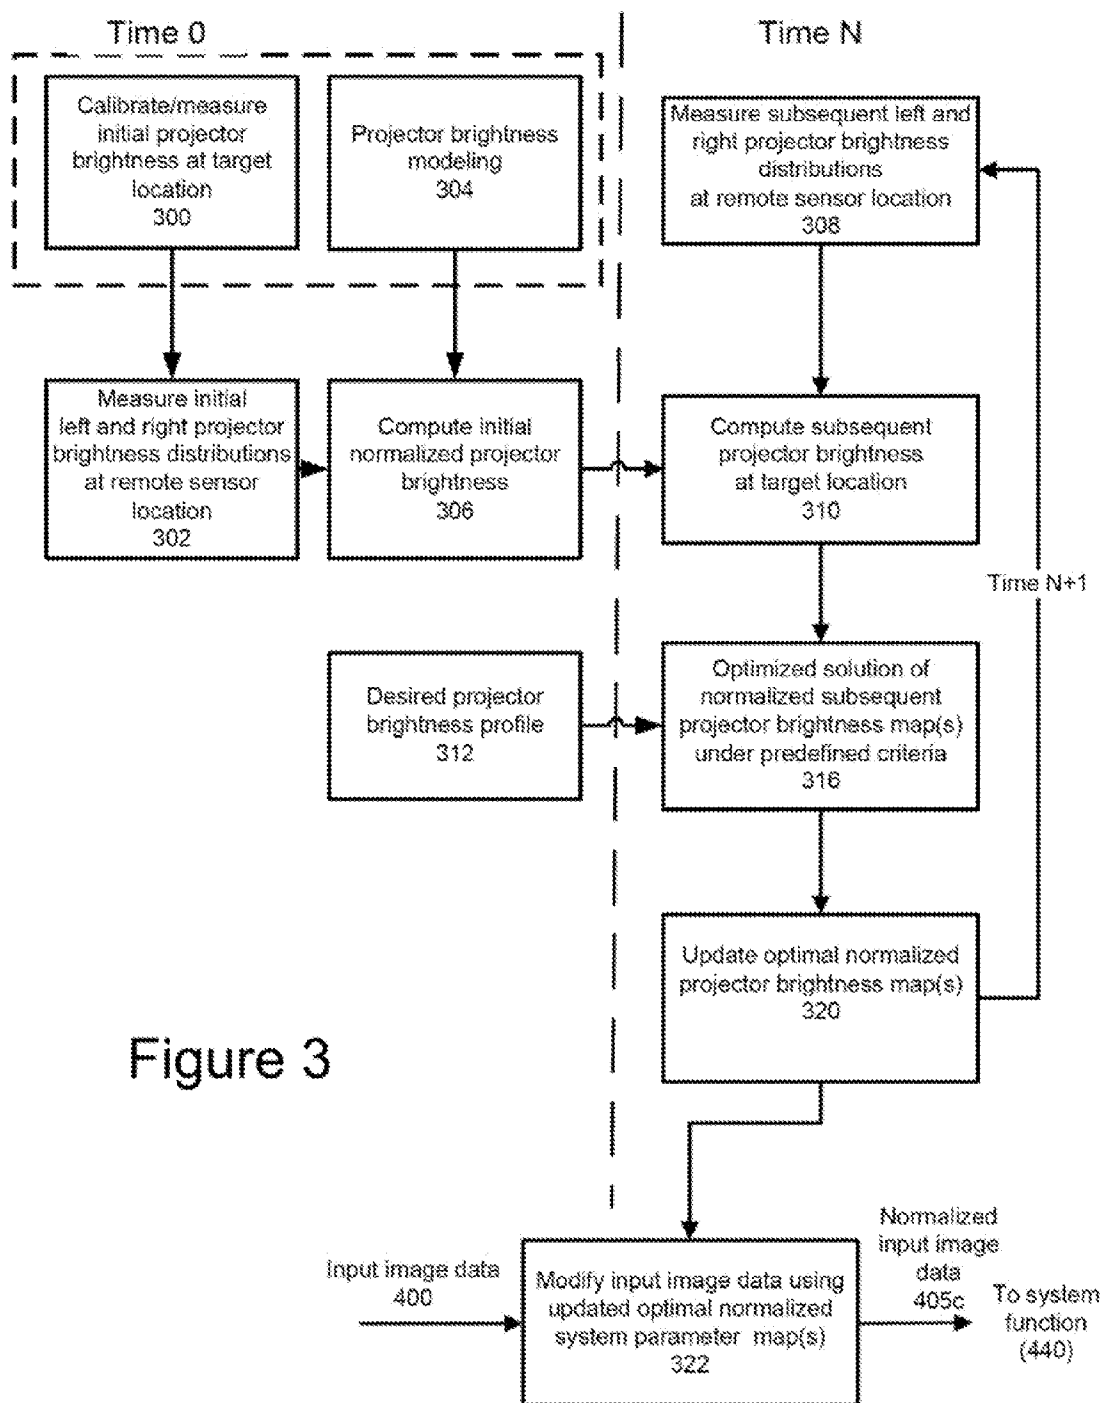 Time 0
Time N
Calibrate/measure
initial projector
brightness at target
location
300
Projector brightness
modeling
304
Measure subsequent left and
right projector brightness
distributions
at remote sensor location
308
Measure initial
left and right projector
brightness distributions
at remote sensor
location
302
Compute initial
normalized projector
brightness
306
Compute subsequent
projector brightness
at target location
310
Time N+1
Desired projector
brightness profile
312
Optimized solution of
normalized subsequent
projector brightness map(s)
under predefined criteria
316
Update optimal normalized
projector brightness map(s)
320
Figure 3
Input image data
400
Modify input image data using
updated optimal normalized
system parameter map(s)
322
Normalized
input image
data
405c
To system
function
(440)